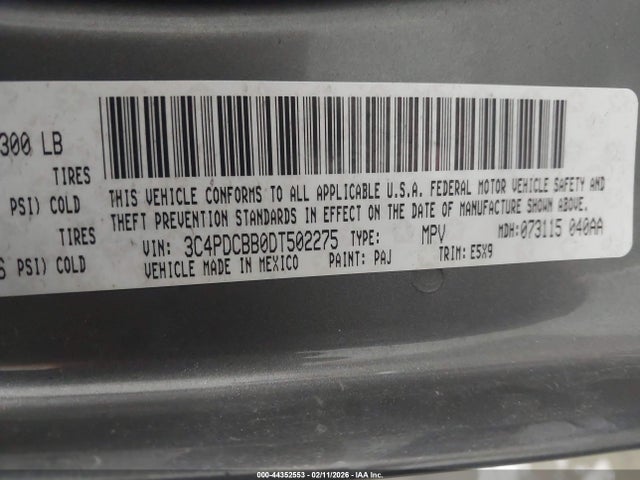 300 LB
TIRES
PSI) COLD
TIRES
PSI) COLD
THIS VEHICLE CONFORMS TO ALL APPLICABLE U.S.A. FEDERAL MOTOR VEHICLE SAFETY AND
THEFT PREVENTION STANDARDS IN EFFECT ON THE DATE OF MANUFACTURE SHOWN ABOVE.
VIN: 3C4PDCBB0DT502275 TYPE: MPV MDH:073115 040AA
VEHICLE MADE IN MEXICO PAINT: PAJ TRIM: E5X9
000-44352553 - 02/11/2026 - © IAA Inc.